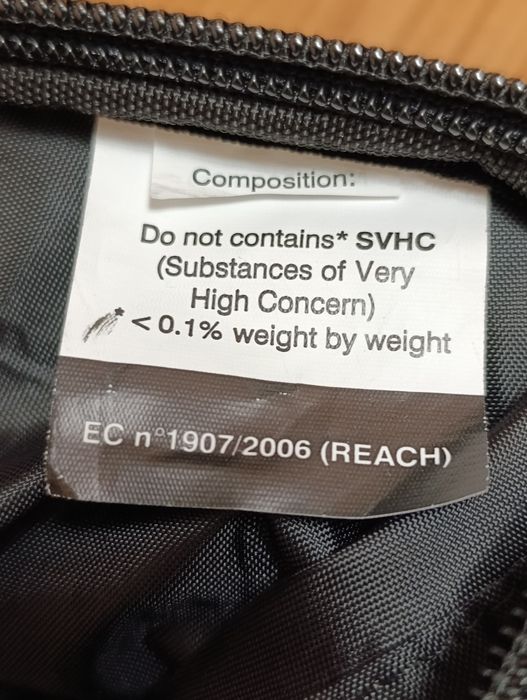 Composition:
Do not contains* SVHC
(Substances of Very
High Concern)
* < 0.1% weight by weight
EC n°1907/2006 (REACH)